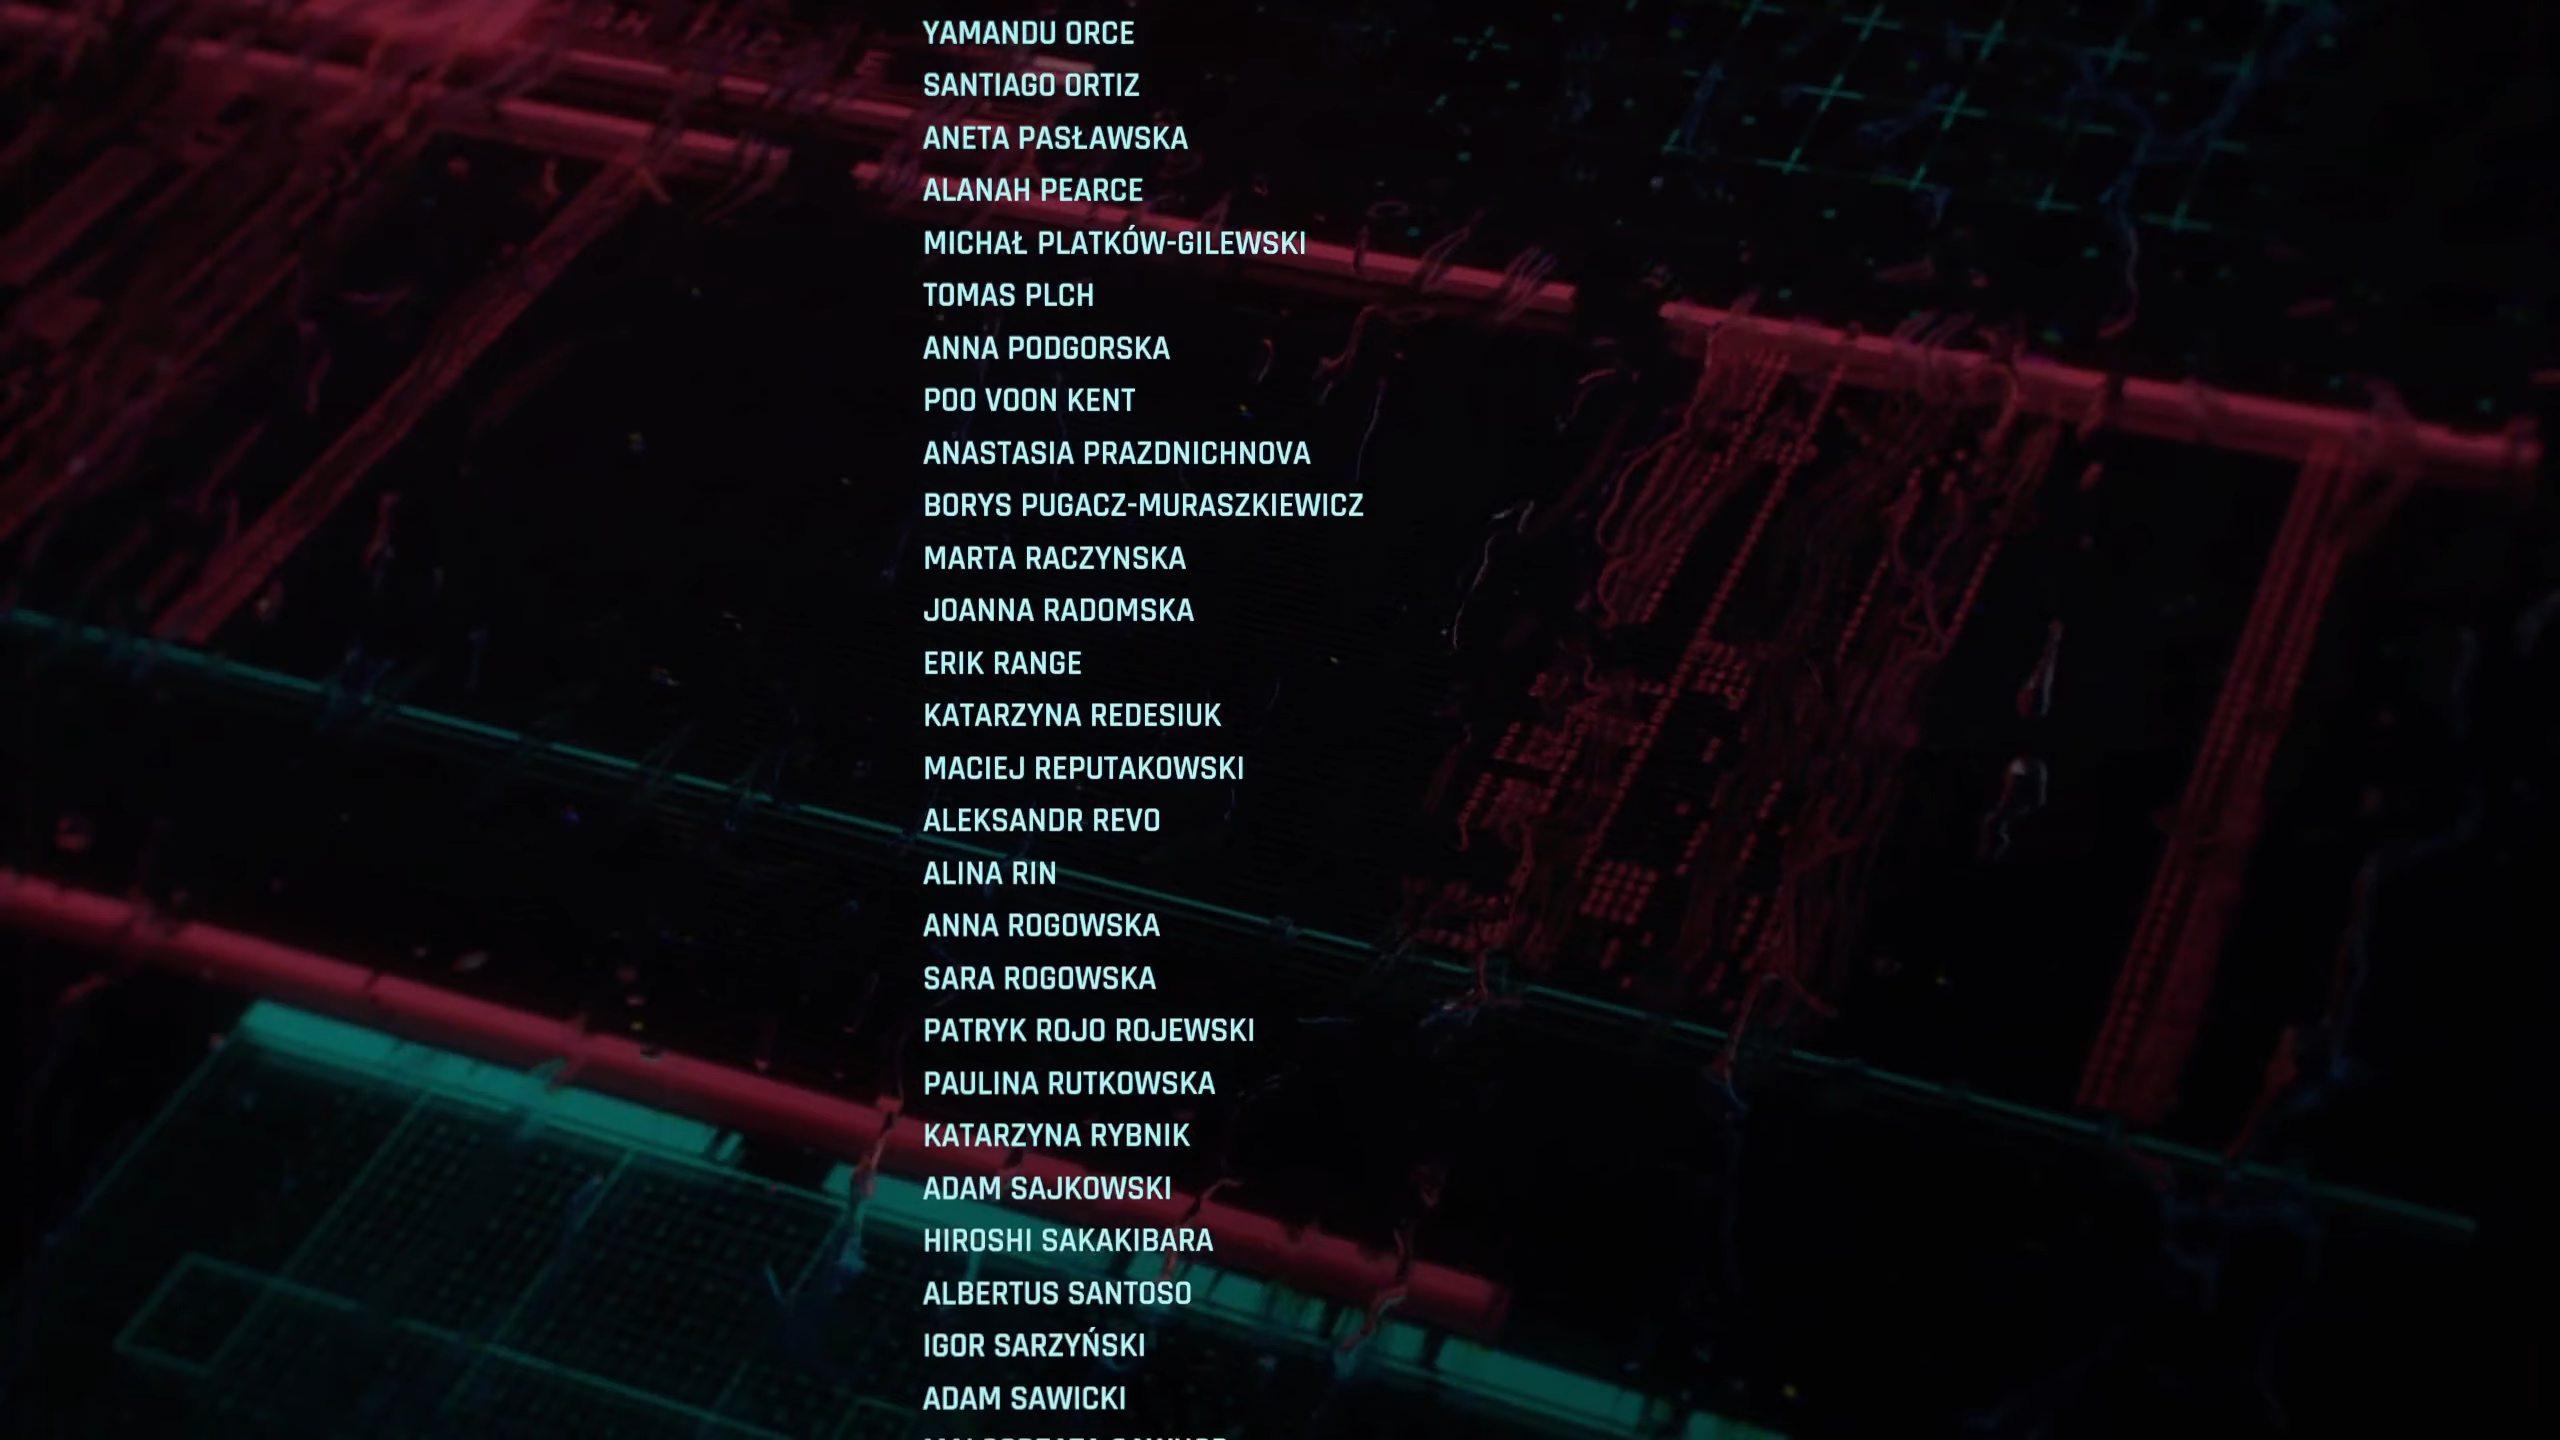 YAMANDU ORCE
SANTIAGO ORTIZ
ANETA PASŁAWSKA
ALANAH PEARCE
MICHAŁ PLATKÓW-GILEWSKI
TOMAS PLCH
ANNA PODGORSKA
POO VOON KENT
ANASTASIA PRAZDNICHNOVA
BORYS PUGACZ-MURASZKIEWICZ
MARTA RACZYNSKA
JOANNA RADOMSKA
ERIK RANGE
KATARZYNA REDESIUK
MACIEJ REPUTAKOWSKI
ALEKSANDR REVO
ALINA RIN
ANNA ROGOWSKA
SARA ROGOWSKA
PATRYK ROJO ROJEWSKI
PAULINA RUTKOWSKA
KATARZYNA RYBNIK
ADAM SAJKOWSKI
HIROSHI SAKAKIBARA
ALBERTUS SANTOSO
IGOR SARZYŃSKI
ADAM SAWICKI